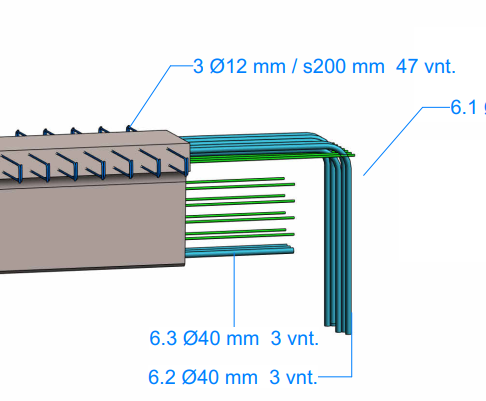 3 Ø12 mm / s200 mm  47 vnt.
6.1
6.3 Ø40 mm  3 vnt.
6.2 Ø40 mm  3 vnt.